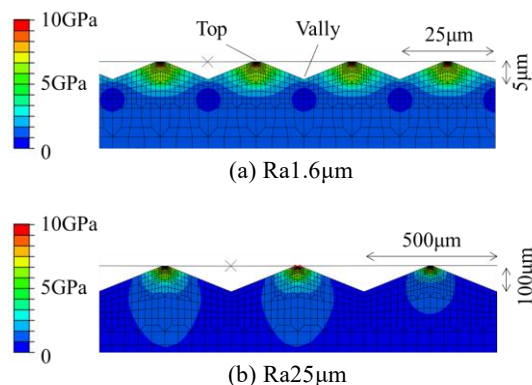 10GPa
Top
Vally
25μm
5GPa
5μm
0
(a) Ra1.6μm
10GPa
500μm
5GPa
100μm
0
(b) Ra25μm